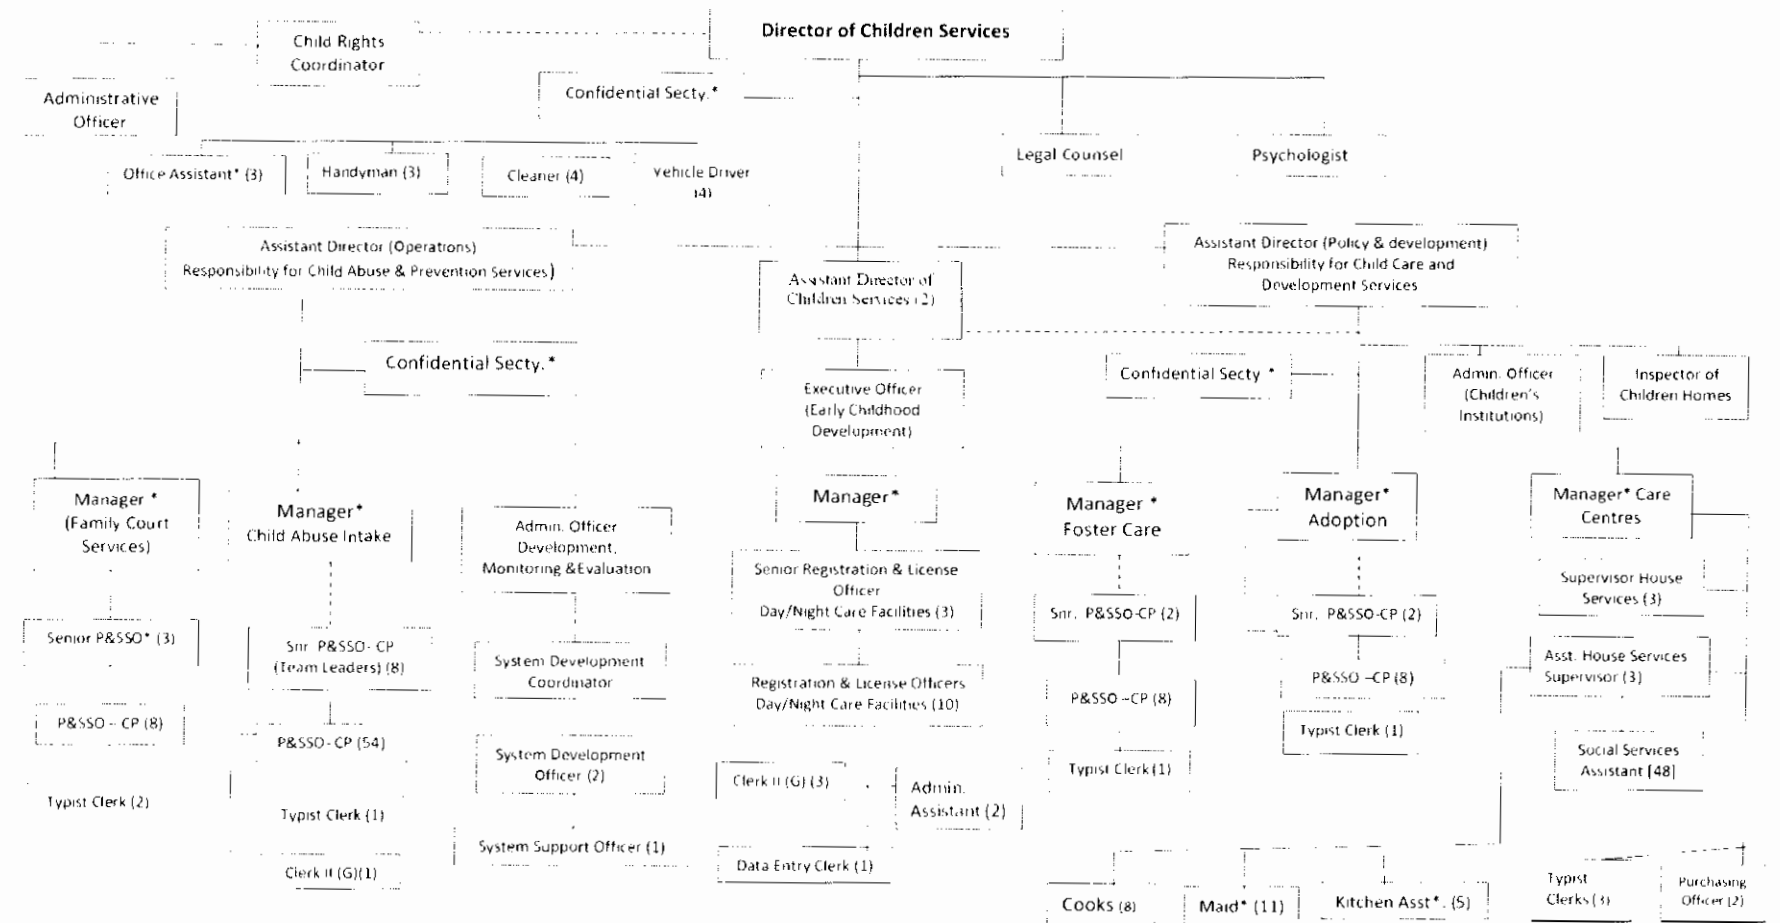 Director of Children Services
Child Rights
Coordinator
Administrative
Officer
Confidential Secty.*
Legal Counsel
Psychologist
Office Assistant* (3)
Handyman (3)
Cleaner (4)
Vehicle Driver
(4)
Assistant Director (Operations)
Responsibility for Child Abuse & Prevention Services)
Assistant Director of
Children Services (2)
Assistant Director (Policy & development)
Responsibility for Child Care and
Development Services
Confidential Secty.*
Executive Officer
(Early Childhood
Development)
Confidential Secty *
Admin. Officer
(Children's
Institutions)
Inspector of
Children Homes
Manager *
(Family Court
Services)
Manager*
Child Abuse Intake
Admin. Officer
Development,
Monitoring &Evaluation
Manager*
Manager *
Foster Care
Manager*
Adoption
Manager* Care
Centres
Senior Registration & License
Officer
Day/Night Care Facilities (3)
Snr. P&SSO-CP (2)
Snr. P&SSO-CP (2)
Supervisor House
Services (3)
Senior P&SSO* (3)
Snr P&SSO- CP
(Team Leaders) (8)
System Development
Coordinator
Registration & License Officers
Day/Night Care Facilities (10)
P&SSO –CP (8)
P&SSO –CP (8)
Asst. House Services
Supervisor (3)
P&SSO – CP (8)
P&SSO- CP (54)
System Development
Officer (2)
Clerk II (G) (3)
Admin.
Assistant (2)
Typist Clerk(1)
Typist Clerk (1)
Social Services
Assistant [48]
Typist Clerk (2)
Typist Clerk (1)
System Support Officer (1)
Data Entry Clerk (1)
Clerk II (G)(1)
Cooks (8)
Maid* (11)
Kitchen Asst*. (5)
Typist
Clerks (3)
Purchasing
Officer (2)